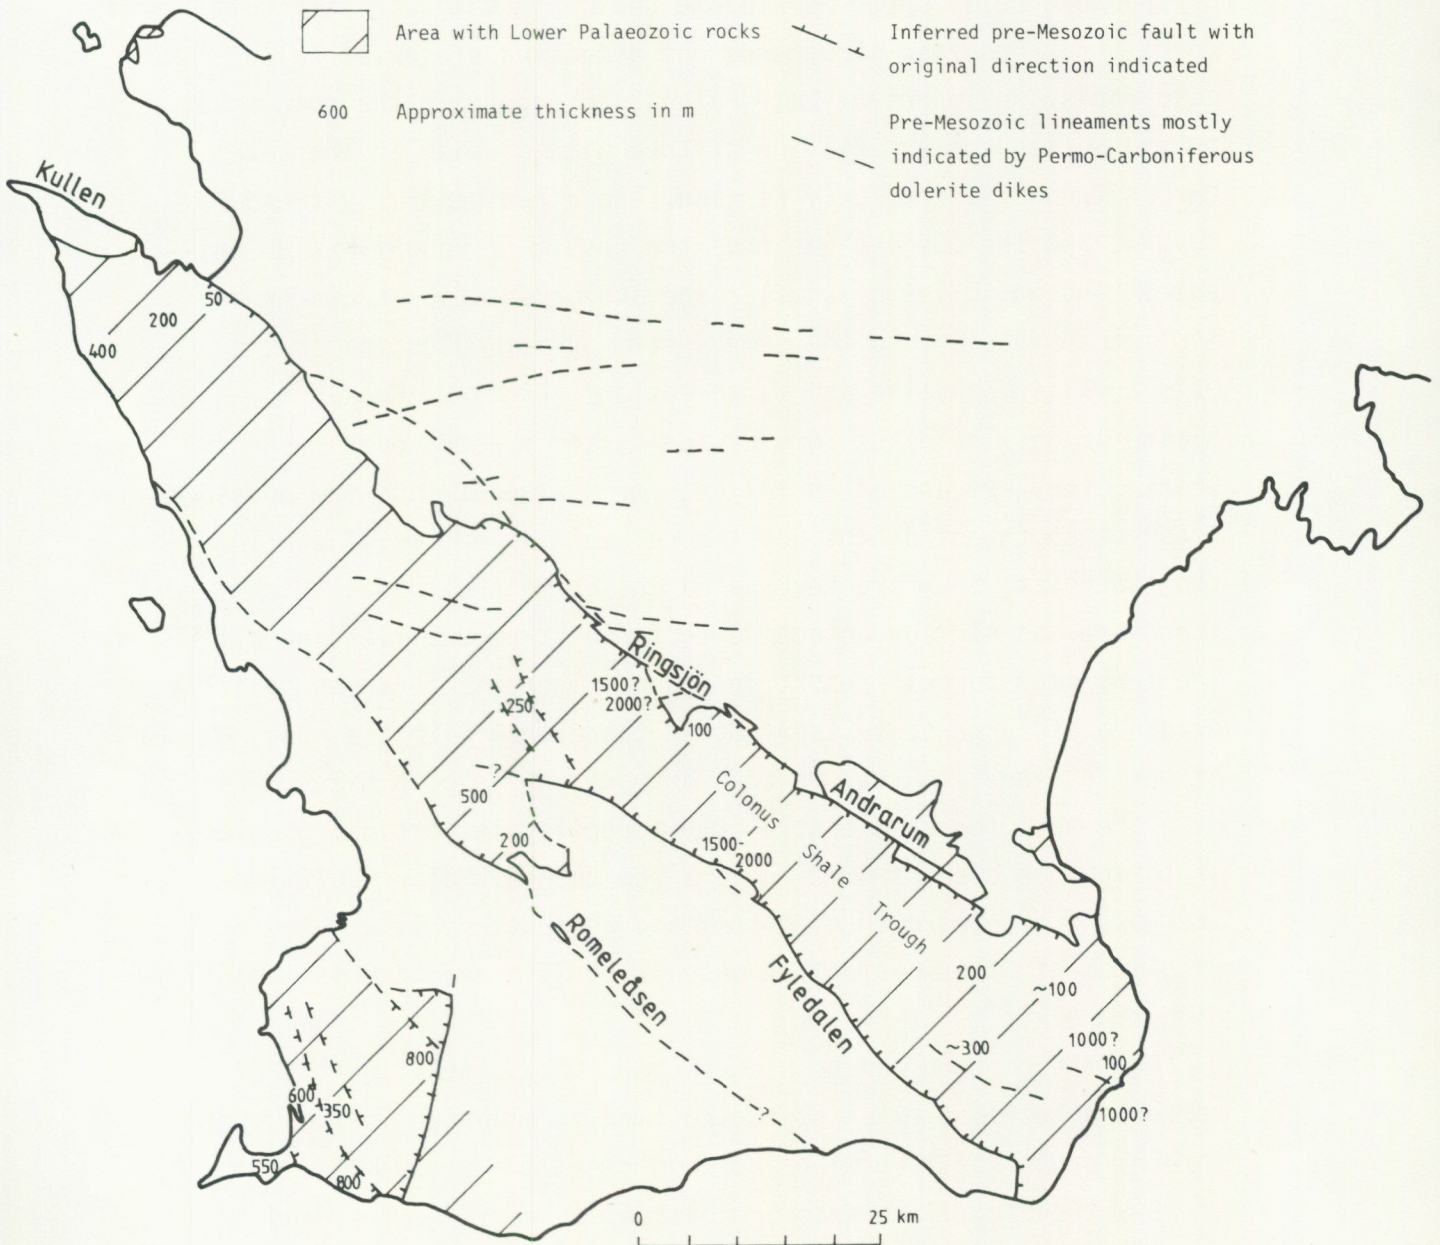 Area with Lower Palaeozoic rocks
600 Approximate thickness in m
Inferred pre-Mesozoic fault with
original direction indicated
Pre-Mesozoic lineaments mostly
indicated by Permo-Carboniferous
dolerite dikes
Kullen
50
200
400
Ringsjön
1500?
2000?
250
100
?
500
200
Colonus
Shale
Trough
1500-
2000
Andrarum
Romeleåsen
Fyledalen
200
~100
~300
1000?
100
1000?
800
600
350
550
800
?
0 25 km